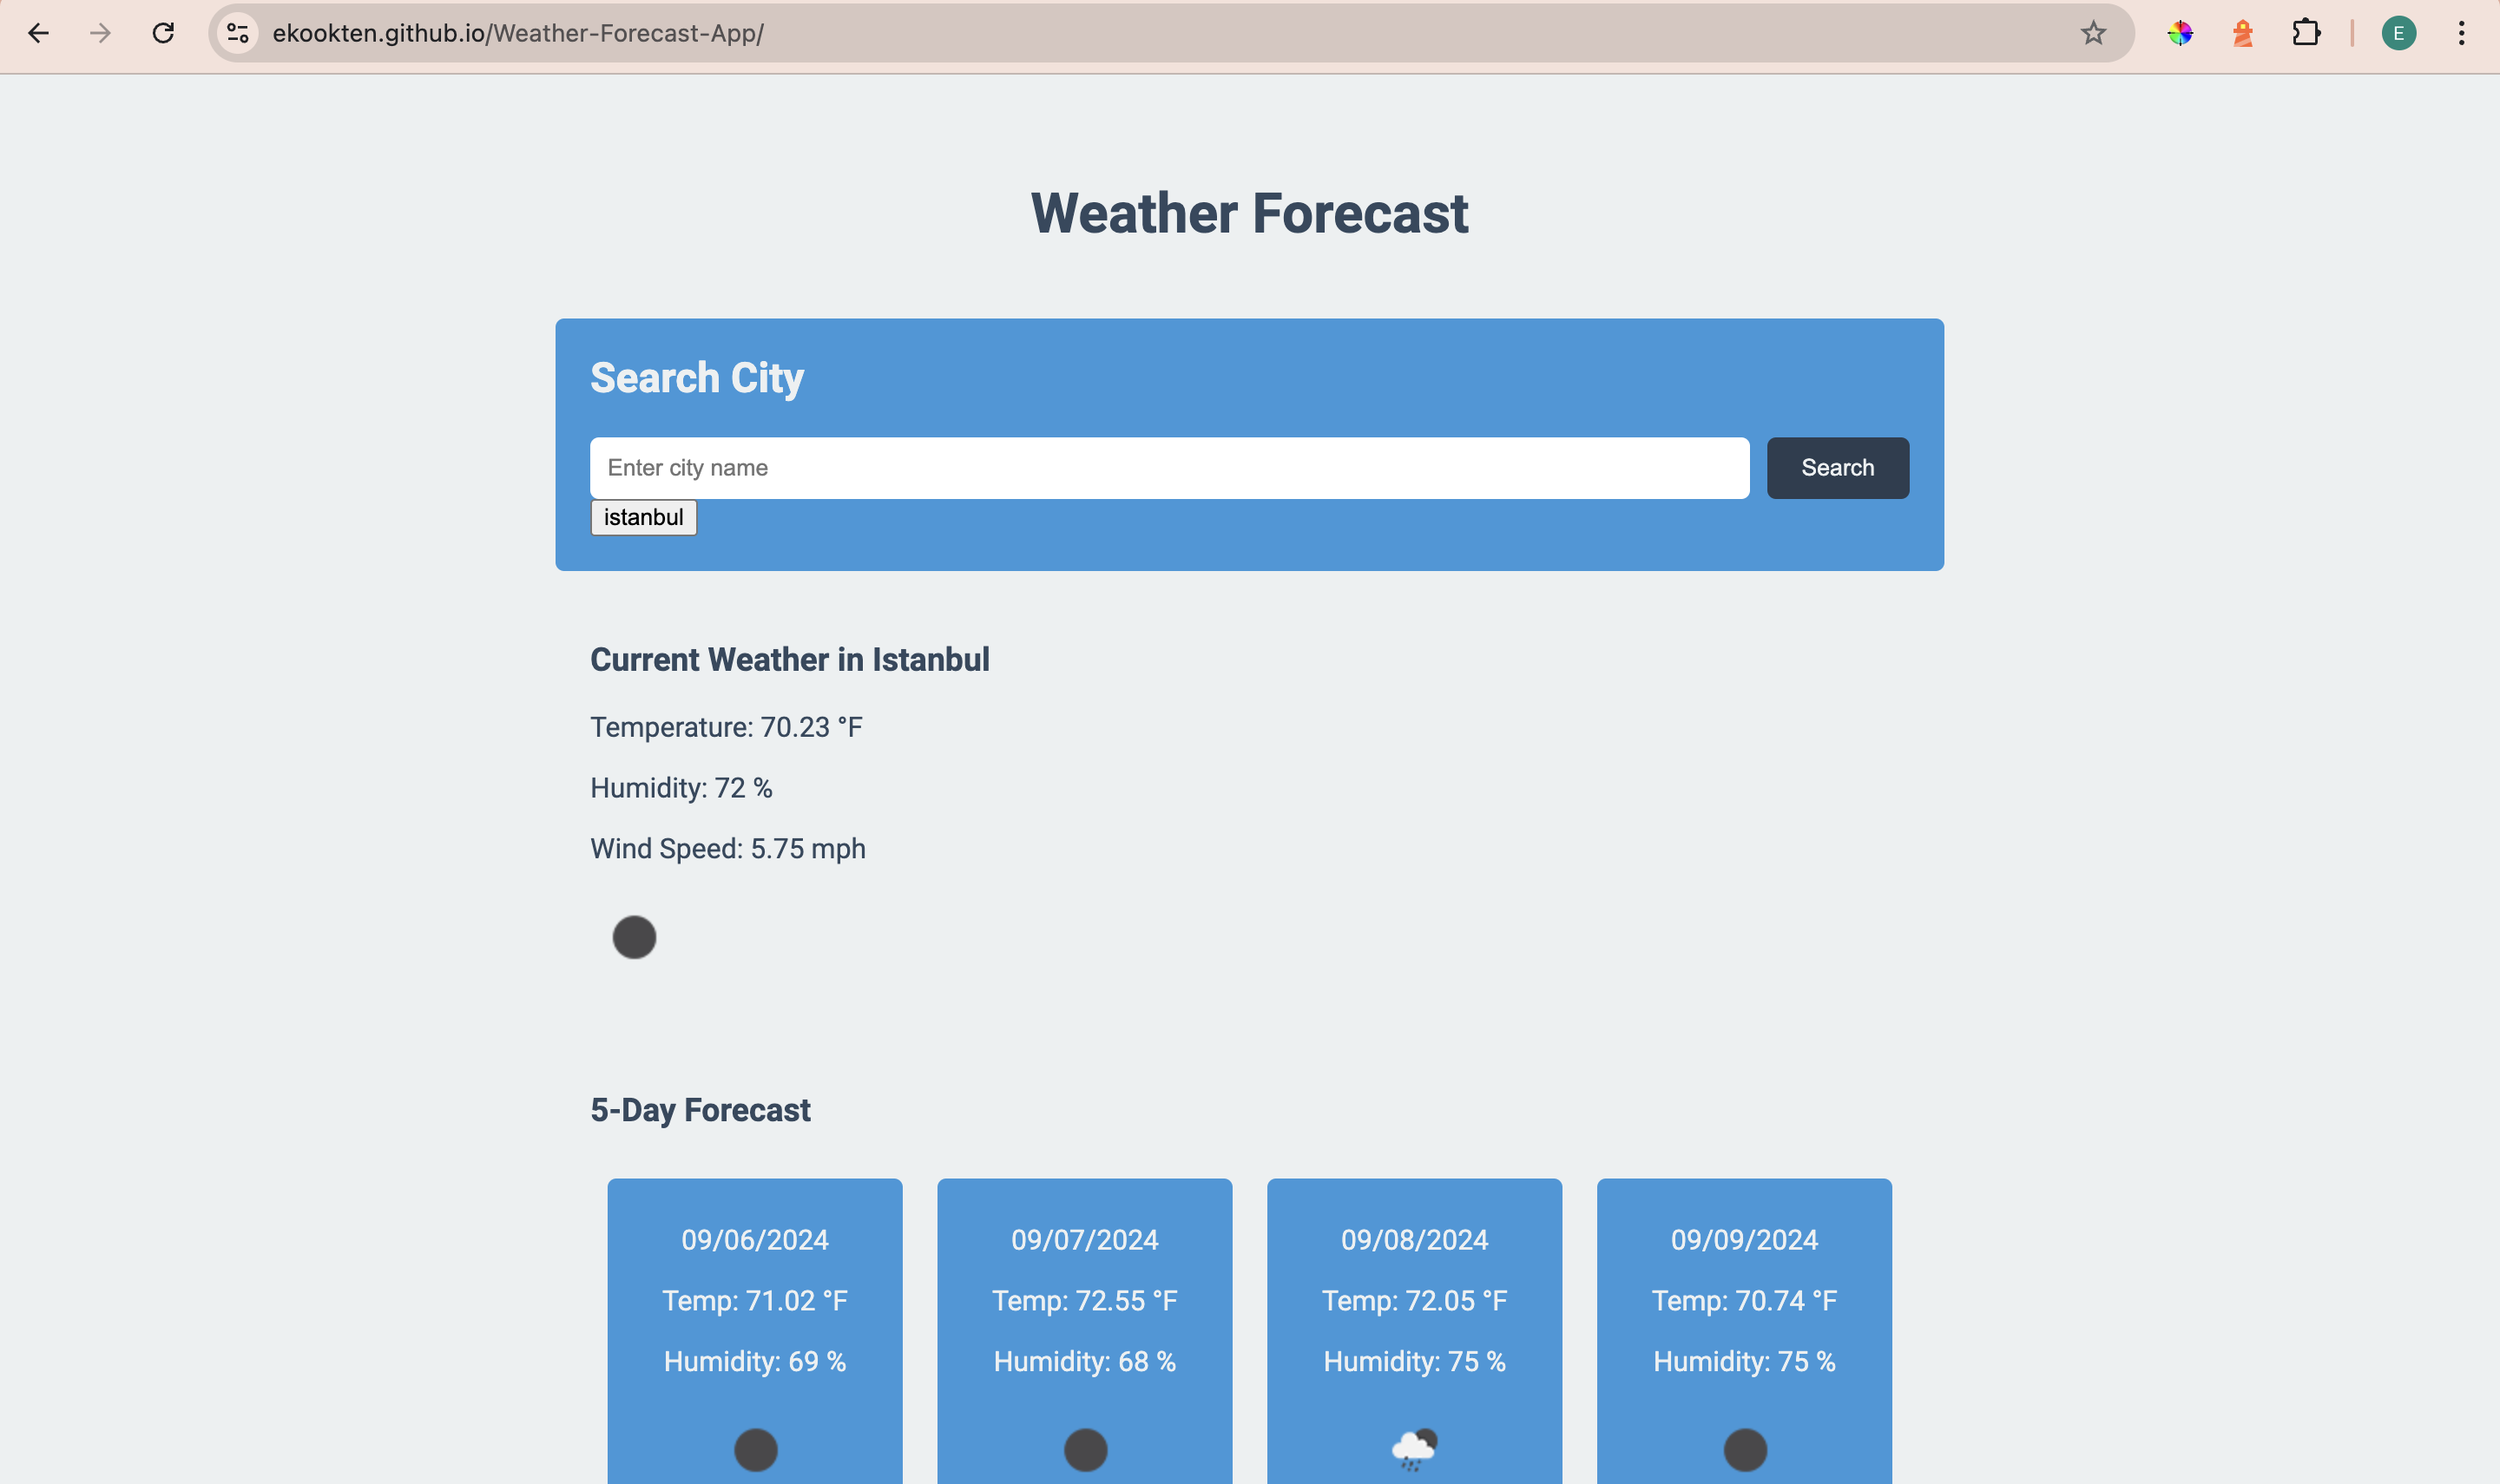 ekookten.github.io/Weather-Forecast-App/
E
Weather Forecast
Search City
Enter city name
Search
istanbul
Current Weather in Istanbul
Temperature: 70.23 °F
Humidity: 72 %
Wind Speed: 5.75 mph
5-Day Forecast
09/06/2024
Temp: 71.02 °F
Humidity: 69 %
09/07/2024
Temp: 72.55 °F
Humidity: 68 %
09/08/2024
Temp: 72.05 °F
Humidity: 75 %
09/09/2024
Temp: 70.74 °F
Humidity: 75 %